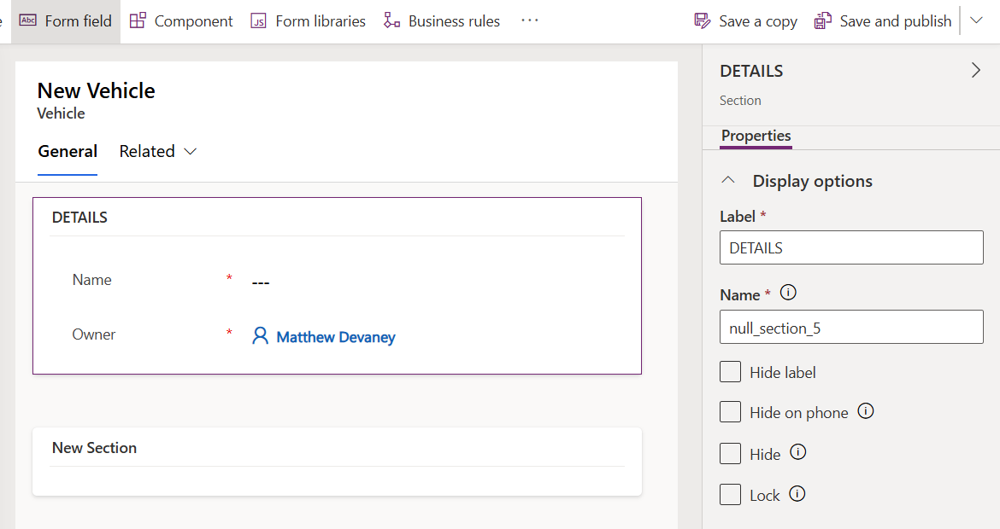 Abc Form field Component JS Form libraries Business rules ··· Save a copy Save and publish
New Vehicle
Vehicle
General Related
DETAILS
Name * ---
Owner * Matthew Devaney
New Section
DETAILS
Section
Properties
Display options
Label *
DETAILS
Name *
null_section_5
Hide label
Hide on phone
Hide
Lock